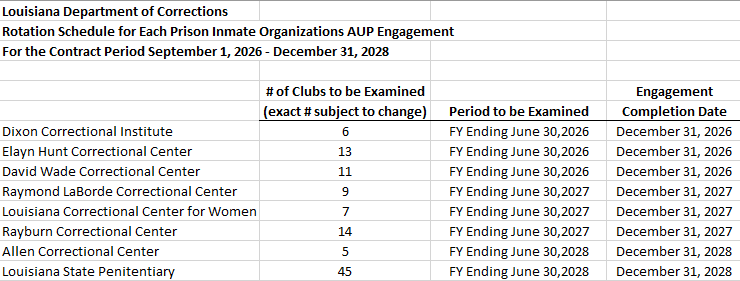 Louisiana Department of Corrections
Rotation Schedule for Each Prison Inmate Organizations AUP Engagement
For the Contract Period September 1, 2026 - December 31, 2028
# of Clubs to be Examined Engagement
(exact # subject to change) Period to be Examined Completion Date
Dixon Correctional Institute 6 FY Ending June 30,2026 December 31, 2026
Elayn Hunt Correctional Center 13 FY Ending June 30,2026 December 31, 2026
David Wade Correctional Center 11 FY Ending June 30,2026 December 31, 2026
Raymond LaBorde Correctional Center 9 FY Ending June 30,2027 December 31, 2027
Louisiana Correctional Center for Women 7 FY Ending June 30,2027 December 31, 2027
Rayburn Correctional Center 14 FY Ending June 30,2027 December 31, 2027
Allen Correctional Center 5 FY Ending June 30,2028 December 31, 2028
Louisiana State Penitentiary 45 FY Ending June 30,2028 December 31, 2028